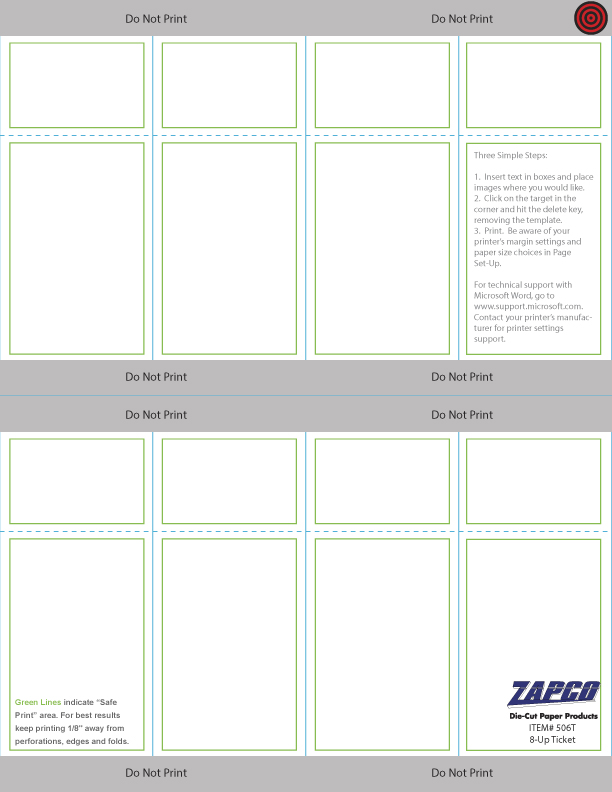 Do Not Print
Do Not Print
Three Simple Steps:
1.  Insert text in boxes and place
images where you would like.
2.  Click on the target in the
corner and hit the delete key,
removing the template.
3.  Print.  Be aware of your
printer's margin settings and
paper size choices in Page
Set-Up.
For technical support with
Microsoft Word, go to
www.support.microsoft.com.
Contact your printer's manufac-
turer for printer settings
support.
Do Not Print
Do Not Print
Do Not Print
Do Not Print
Green Lines indicate “Safe
Print” area. For best results
keep printing 1/8" away from
perforations, edges and folds.
ZAPCO
Die-Cut Paper Products
ITEM# 506T
8-Up Ticket
Do Not Print
Do Not Print